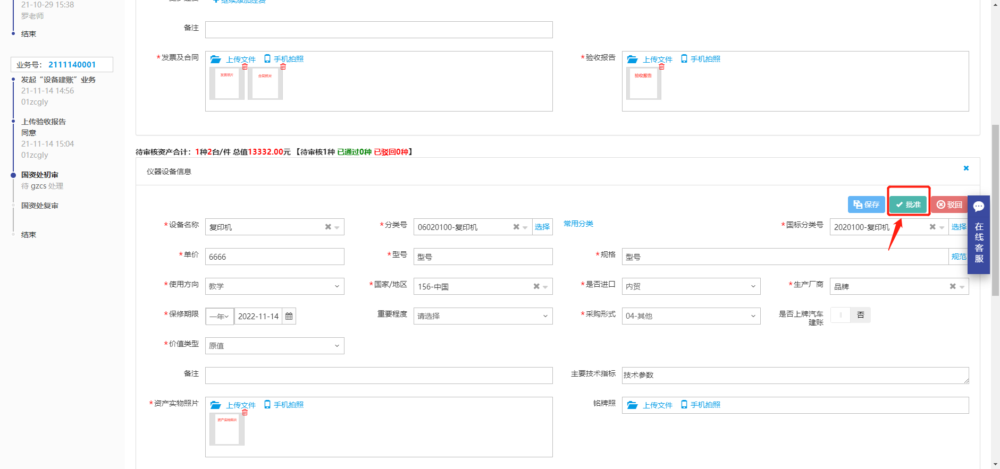 21-10-29 15:38
罗老师
结束
业务号： 2111140001
发起“设备建账”业务
21-11-14 14:56
01zcgly
上传验收报告
同意
21-11-14 15:04
01zcgly
国资处初审
待 gzcs 处理
国资处复审
结束
继续添加经费
备注
*发票及合同 上传文件 手机拍照
发票照片 合同照片
*验收报告 上传文件 手机拍照
验收报告
待审核资产合计：1种2台/件 总值13332.00元 【待审核1种 已通过0种 已驳回0种】
仪器设备信息
保存 批准 驳回
*设备名称 复印机 *分类号 06020100-复印机 选择 常用分类 *国标分类号 2020100-复印机 选择
*单价 6666 *型号 型号 *规格 型号 规范
*使用方向 教学 *国家/地区 156-中国 *是否进口 内贸 *生产厂商 品牌
*保修期限 一年 2022-11-14 重要程度 请选择 *采购形式 04-其他 是否上牌汽车
建账 否
*价值类型 原值
备注 主要技术指标 技术参数
*资产实物照片 上传文件 手机拍照 铭牌照 上传文件 手机拍照
资产实物照片
在线客服